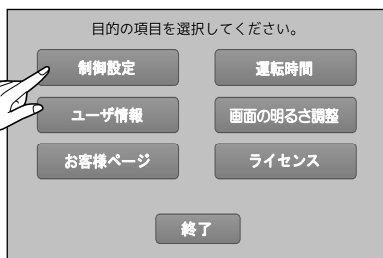 目的の項目を選択してください。
制御設定 運転時間
ユーザ情報 画面の明るさ調整
お客様ページ ライセンス
終了